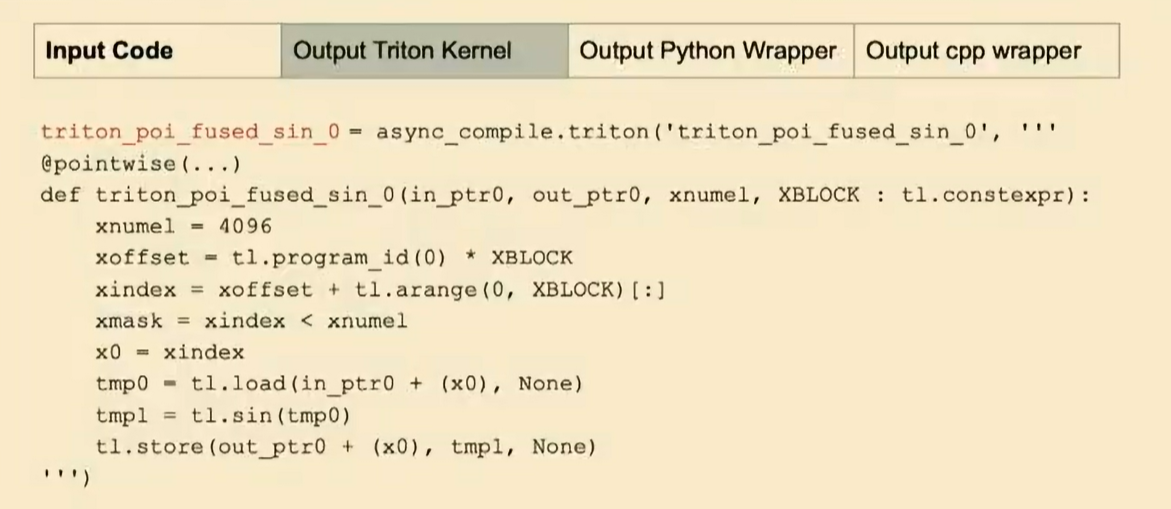 Input Code
Output Triton Kernel
Output Python Wrapper
Output cpp wrapper
triton_poi_fused_sin_0 = async_compile.triton('triton_poi_fused_sin_0', '''
@pointwise(...)
def triton_poi_fused_sin_0(in_ptr0, out_ptr0, xnumel, XBLOCK : tl.constexpr):
    xnumel = 4096
    xoffset = tl.program_id(0) * XBLOCK
    xindex = xoffset + tl.arange(0, XBLOCK)[:]
    xmask = xindex < xnumel
    x0 = xindex
    tmp0 = tl.load(in_ptr0 + (x0), None)
    tmp1 = tl.sin(tmp0)
    tl.store(out_ptr0 + (x0), tmp1, None)
''')